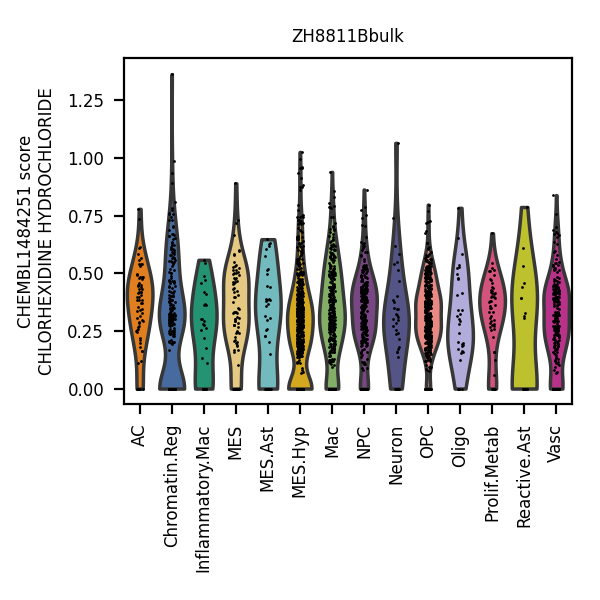 ZH8811Bbulk
CHEMBL1484251 score
CHLORHEXIDINE HYDROCHLORIDE
1.25
1.00
0.75
0.50
0.25
0.00
AC
Chromatin.Reg
Inflammatory.Mac
MES
MES.Ast
MES.Hyp
Mac
NPC
Neuron
OPC
Oligo
Prolif.Metab
Reactive.Ast
Vasc